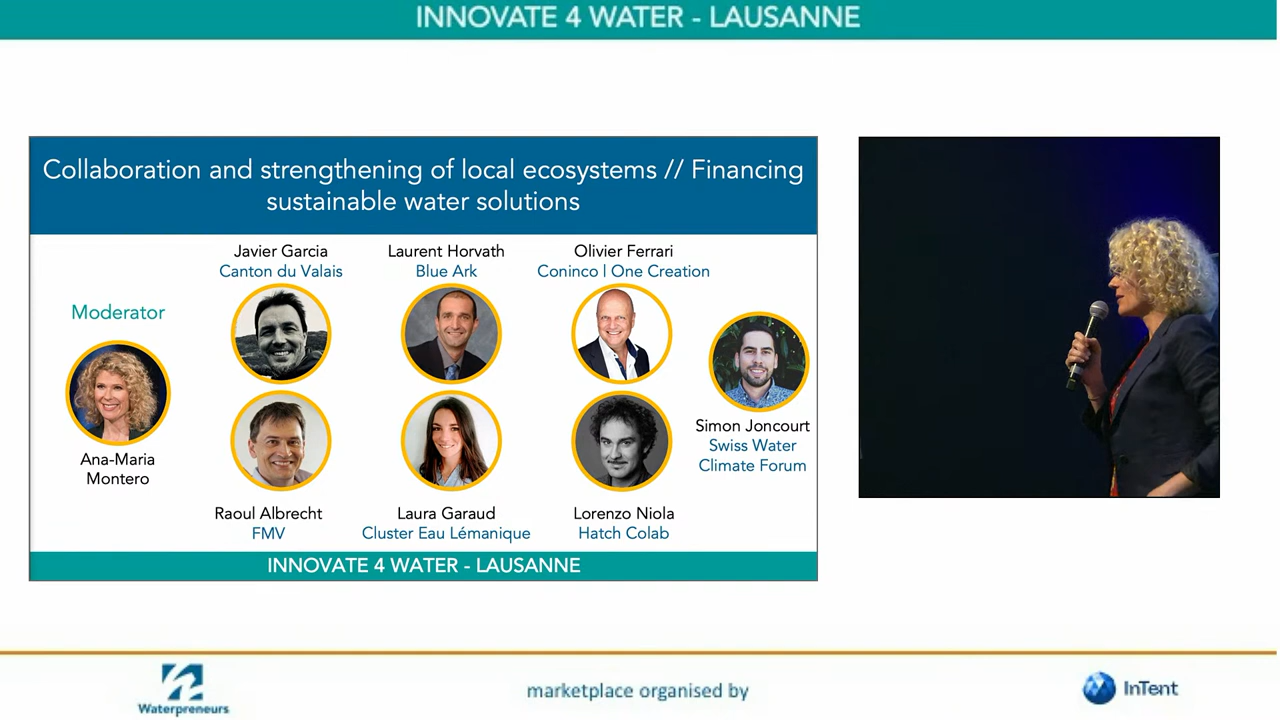 INNOVATE 4 WATER - LAUSANNE
Collaboration and strengthening of local ecosystems // Financing
sustainable water solutions
Moderator
Ana-Maria
Montero
Javier Garcia
Canton du Valais
Laurent Horvath
Blue Ark
Olivier Ferrari
Coninco | One Creation
Raoul Albrecht
FMV
Laura Garaud
Cluster Eau Lémanique
Lorenzo Niola
Hatch Colab
Simon Joncourt
Swiss Water
Climate Forum
INNOVATE 4 WATER - LAUSANNE
Waterpreneurs
marketplace organised by
InTent